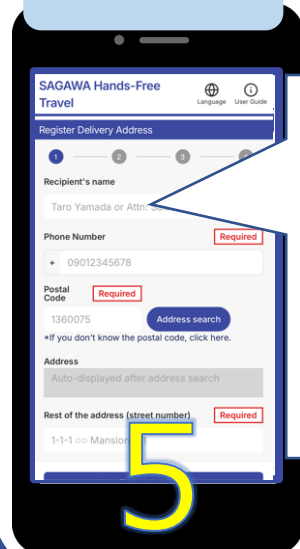 SAGAWA Hands-Free
Travel
Language
User Guide
Register Delivery Address
1
2
3
Recipient's name
Taro Yamada or Attn:
Phone Number
Required
+
09012345678
Postal
Code
Required
1360075
Address search
*If you don't know the postal code, click here.
Address
Auto-displayed after address search
Rest of the address (street number)
Required
1-1-1 ○○ Mansion
5